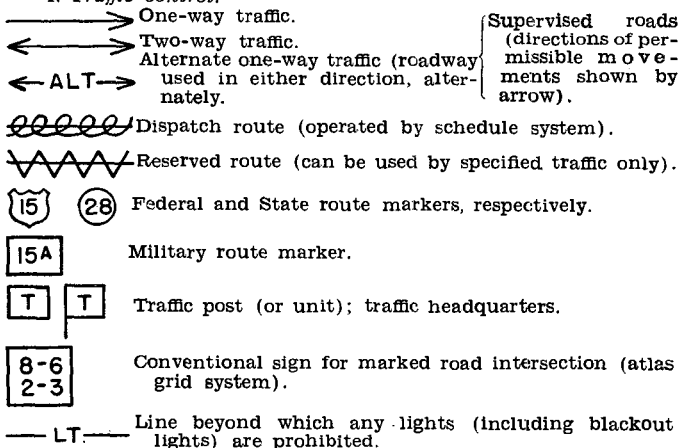 One-way traffic.
Two-way traffic.
Alternate one-way traffic (roadway
ALT used in either direction, alter-
nately.
Supervised roads
(directions of per-
missible move-
ments shown by
arrow).
Dispatch route (operated by schedule system).
Reserved route (can be used by specified traffic only).
15 28 Federal and State route markers, respectively.
15A Military route marker.
T T Traffic post (or unit); traffic headquarters.
8-6 Conventional sign for marked road intersection (atlas
2-3 grid system).
LT. Line beyond which any lights (including blackout
lights) are prohibited.